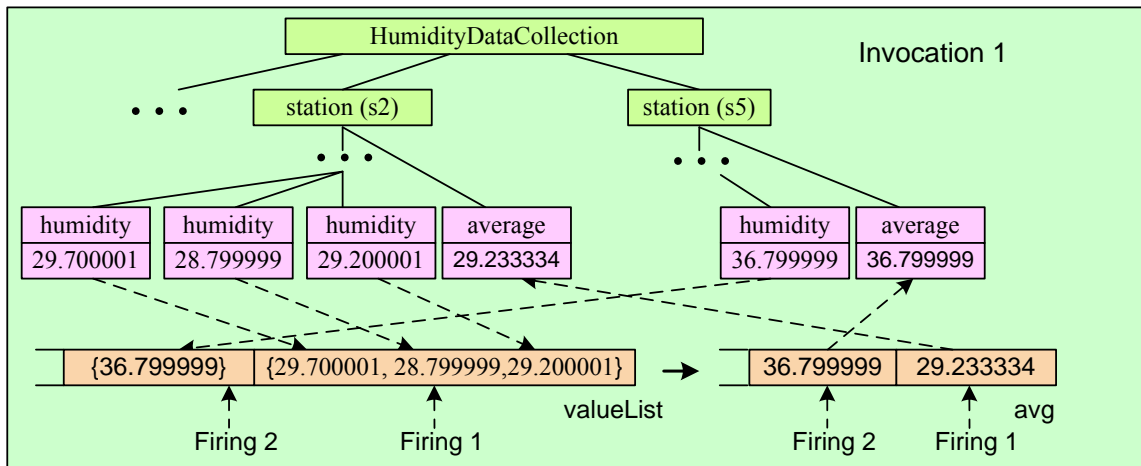 HumidityDataCollection
Invocation 1
• • •
station (s2)
station (s5)
• • •
• • •
humidity
humidity
humidity
average
humidity
average
29.700001
28.799999
29.200001
29.233334
36.799999
36.799999
{36.799999}
{29.700001, 28.799999,29.200001}
36.799999
29.233334
valueList
avg
Firing 2
Firing 1
Firing 2
Firing 1